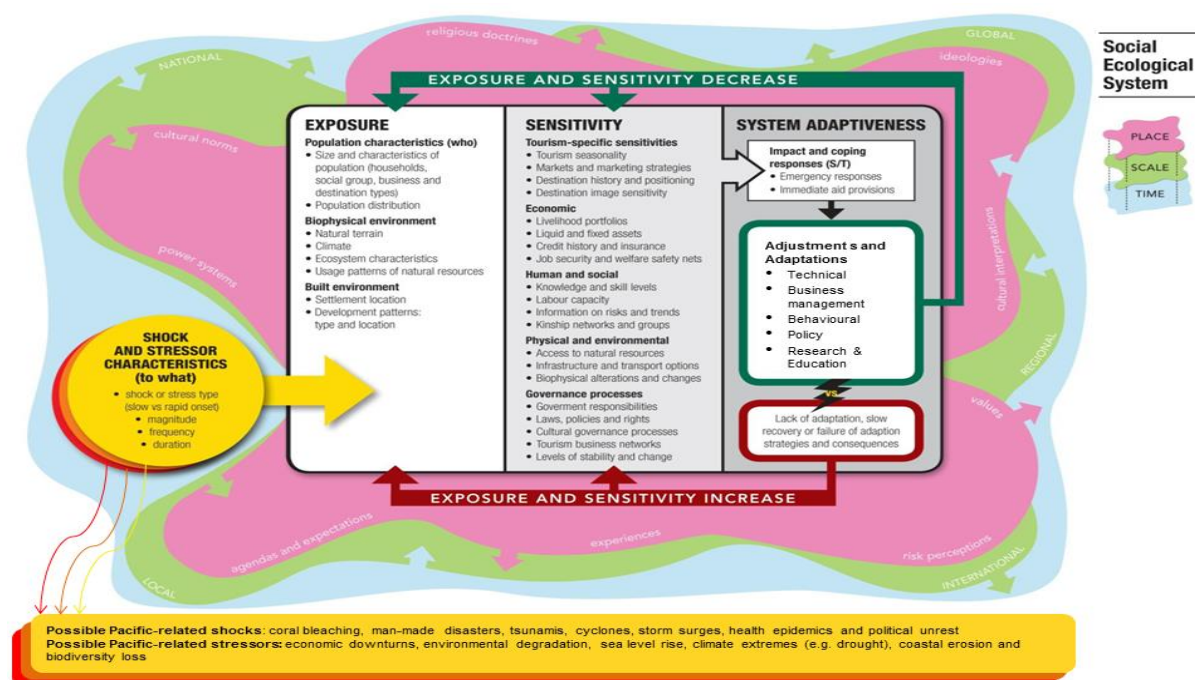 Social
Ecological
System
PLACE
SCALE
TIME
religious doctrines
GLOBAL
ideologies
NATIONAL
cultural norms
power systems
cultural interpretations
REGIONAL
values
EXPOSURE AND SENSITIVITY DECREASE
EXPOSURE
Population characteristics (who)
• Size and characteristics of
population (households,
social group, business and
destination types)
• Population distribution
Biophysical environment
• Natural terrain
• Climate
• Ecosystem characteristics
• Usage patterns of natural resources
Built environment
• Settlement location
• Development patterns:
type and location
SENSITIVITY
Tourism-specific sensitivities
• Tourism seasonality
• Markets and marketing strategies
• Destination history and positioning
• Destination image sensitivity
Economic
• Livelihood portfolios
• Liquid and fixed assets
• Credit history and insurance
• Job security and welfare safety nets
Human and social
• Knowledge and skill levels
• Labour capacity
• Information on risks and trends
• Kinship networks and groups
Physical and environmental
• Access to natural resources
• Infrastructure and transport options
• Biophysical alterations and changes
Governance processes
• Goverment responsibilities
• Laws, policies and rights
• Cultural governance processes
• Tourism business networks
• Levels of stability and change
SYSTEM ADAPTIVENESS
Impact and coping
responses (S/T)
• Emergency responses
• Immediate aid provisions
Adjustments and
Adaptations
• Technical
• Business
management
• Behavioural
• Policy
• Research &
Education
VS
Lack of adaptation, slow
recovery or failure of adaption
strategies and consequences
SHOCK
AND STRESSOR
CHARACTERISTICS
(to what)
• shock or stress type
(slow vs rapid onset)
• magnitude
• frequency
• duration
EXPOSURE AND SENSITIVITY INCREASE
agendas and expectations
experiences
risk perceptions
LOCAL
INTERNATIONAL
Possible Pacific-related shocks: coral bleaching, man-made disasters, tsunamis, cyclones, storm surges, health epidemics and political unrest
Possible Pacific-related stressors: economic downturns, environmental degradation, sea level rise, climate extremes (e.g. drought), coastal erosion and
biodiversity loss